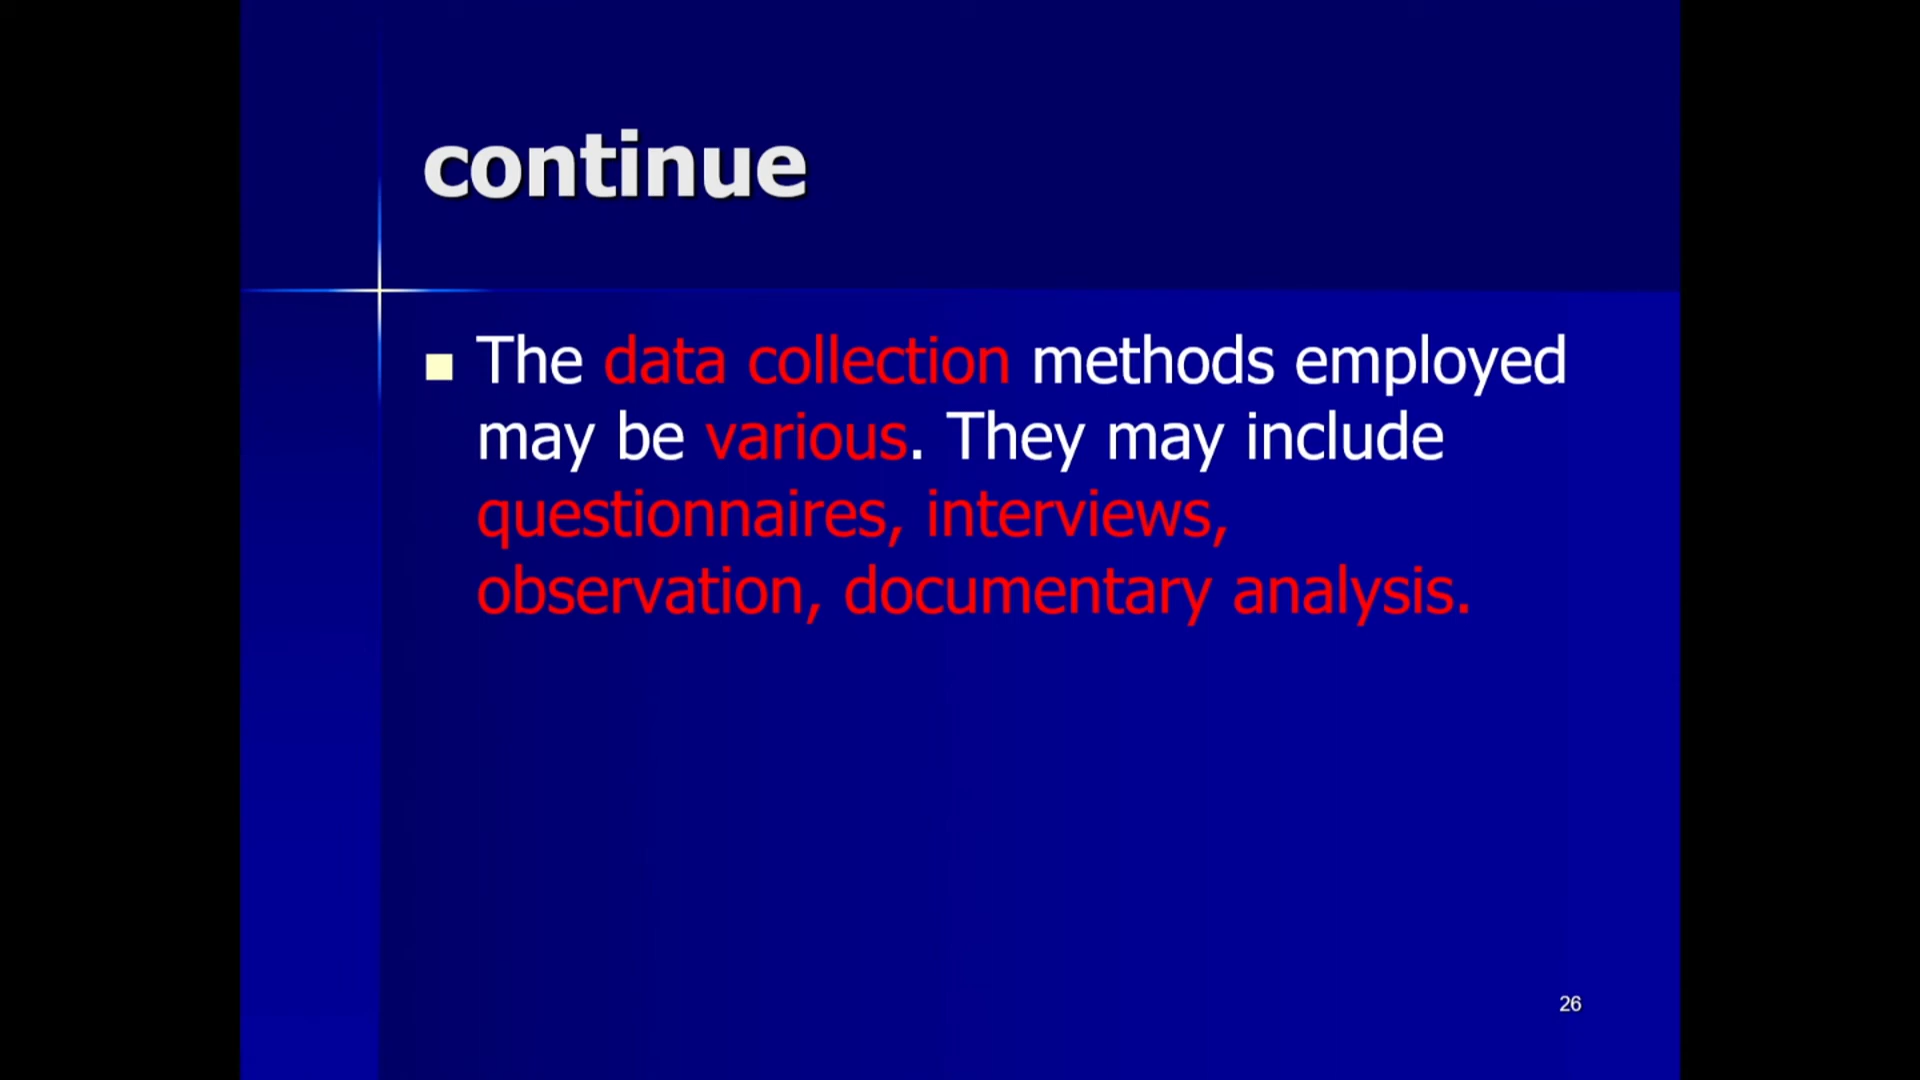 continue
The data collection methods employed
may be various. They may include
questionnaires, interviews,
observation, documentary analysis.
26